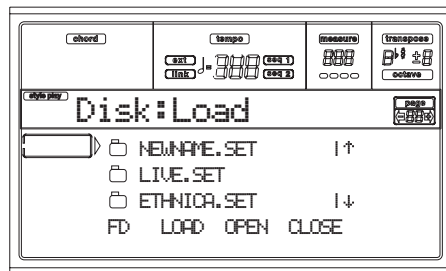 chord tempo measure transpose
ext seq 1
link seq 2 octave
style play Disk:Load page
NEWNAME.SET |↑
LIVE.SET
ETHNICA.SET |↓
FD LOAD OPEN CLOSE